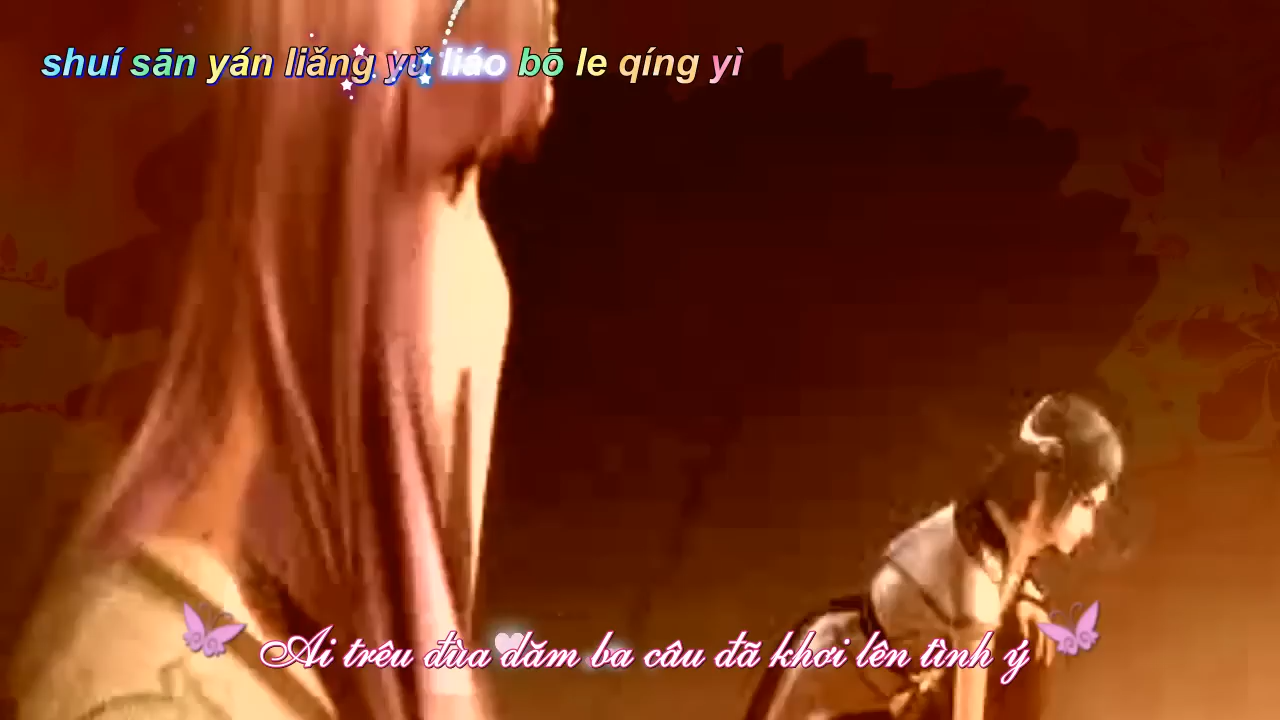 shuí sān yán liǎng yǔ liáo bō le qíng yì
Ai trêu đùa dăm ba câu đã khơi lên tình ý